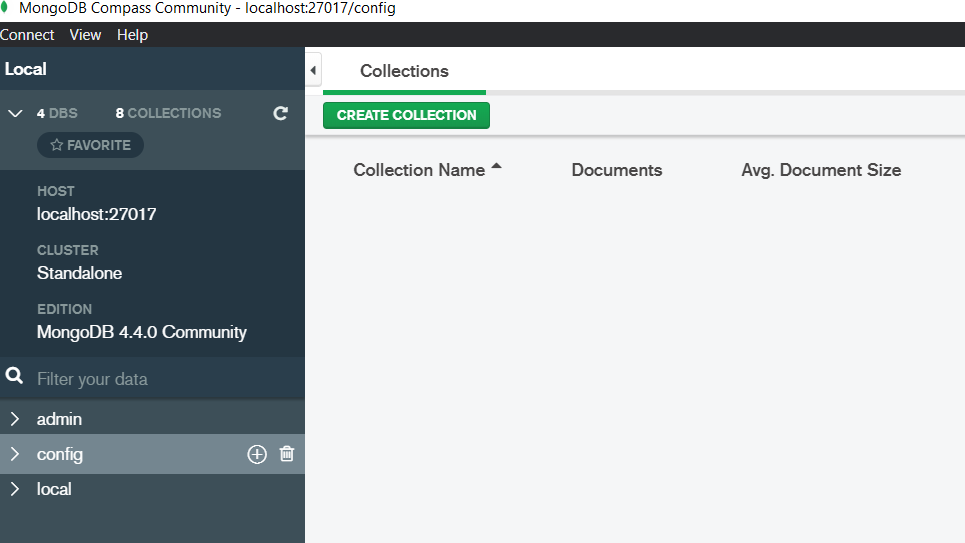 MongoDB Compass Community - localhost:27017/config
Connect View Help
Local
Collections
4 DBS 8 COLLECTIONS
CREATE COLLECTION
FAVORITE
Collection Name Documents Avg. Document Size
HOST
localhost:27017
CLUSTER
Standalone
EDITION
MongoDB 4.4.0 Community
Filter your data
admin
config
local